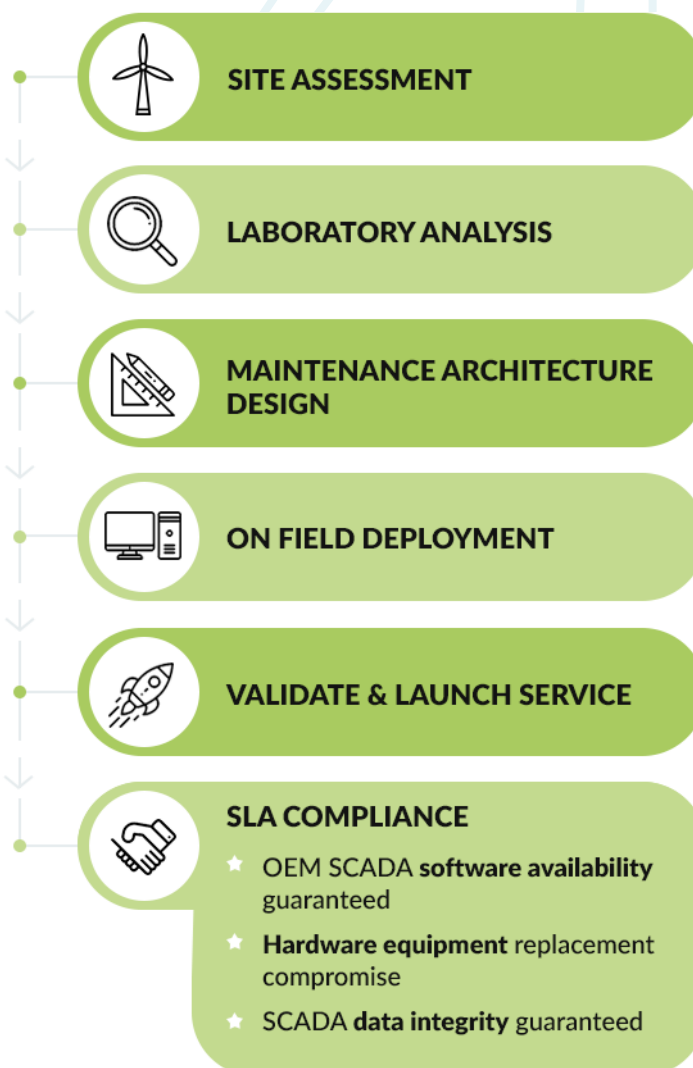 SITE ASSESSMENT
LABORATORY ANALYSIS
MAINTENANCE ARCHITECTURE
DESIGN
ON FIELD DEPLOYMENT
VALIDATE & LAUNCH SERVICE
SLA COMPLIANCE
OEM SCADA software availability
guaranteed
Hardware equipment replacement
compromise
SCADA data integrity guaranteed